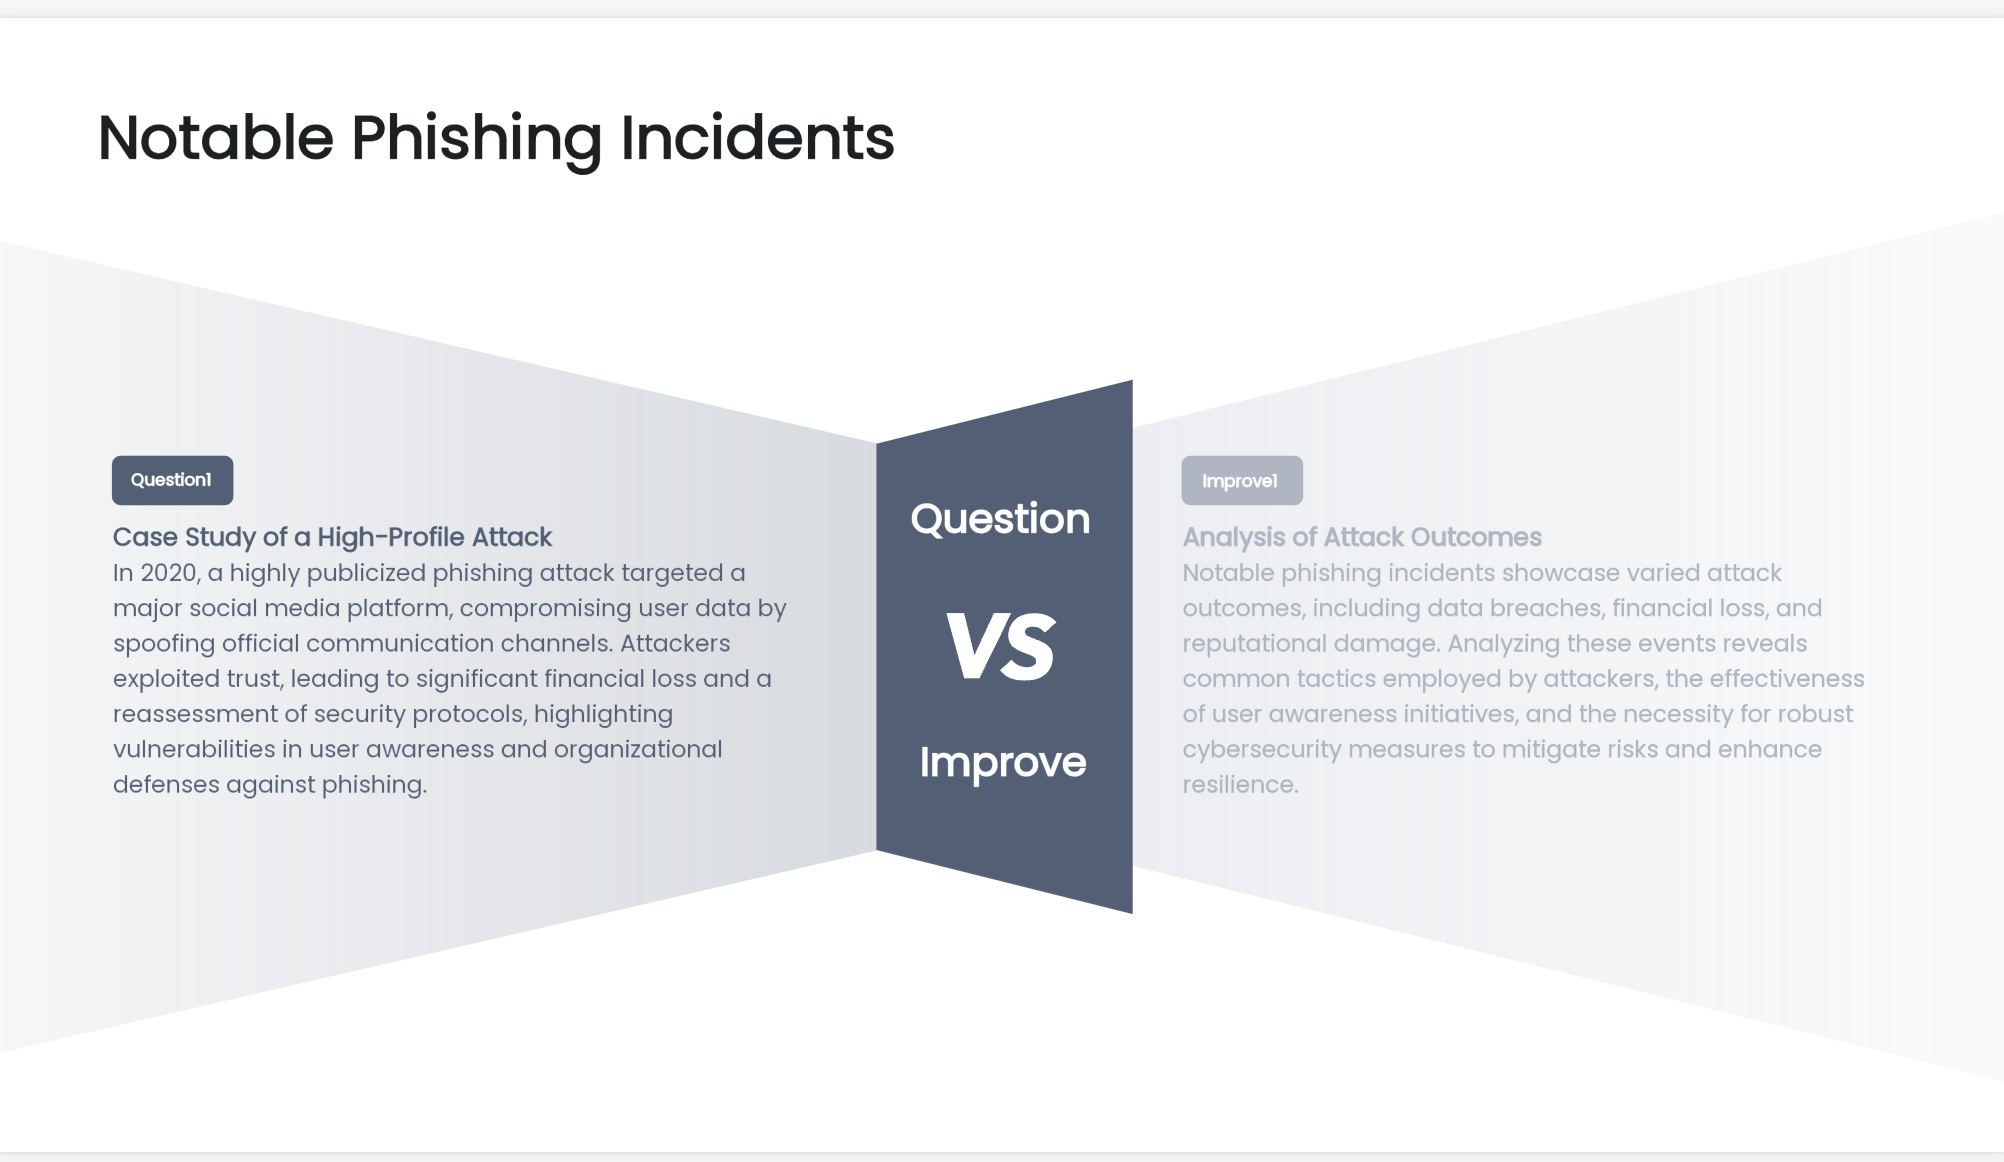 Notable Phishing Incidents
Question1
Case Study of a High-Profile Attack
In 2020, a highly publicized phishing attack targeted a
major social media platform, compromising user data by
spoofing official communication channels. Attackers
exploited trust, leading to significant financial loss and a
reassessment of security protocols, highlighting
vulnerabilities in user awareness and organizational
defenses against phishing.
Question
VS
Improve
Improve1
Analysis of Attack Outcomes
Notable phishing incidents showcase varied attack
outcomes, including data breaches, financial loss, and
reputational damage. Analyzing these events reveals
common tactics employed by attackers, the effectiveness
of user awareness initiatives, and the necessity for robust
cybersecurity measures to mitigate risks and enhance
resilience.